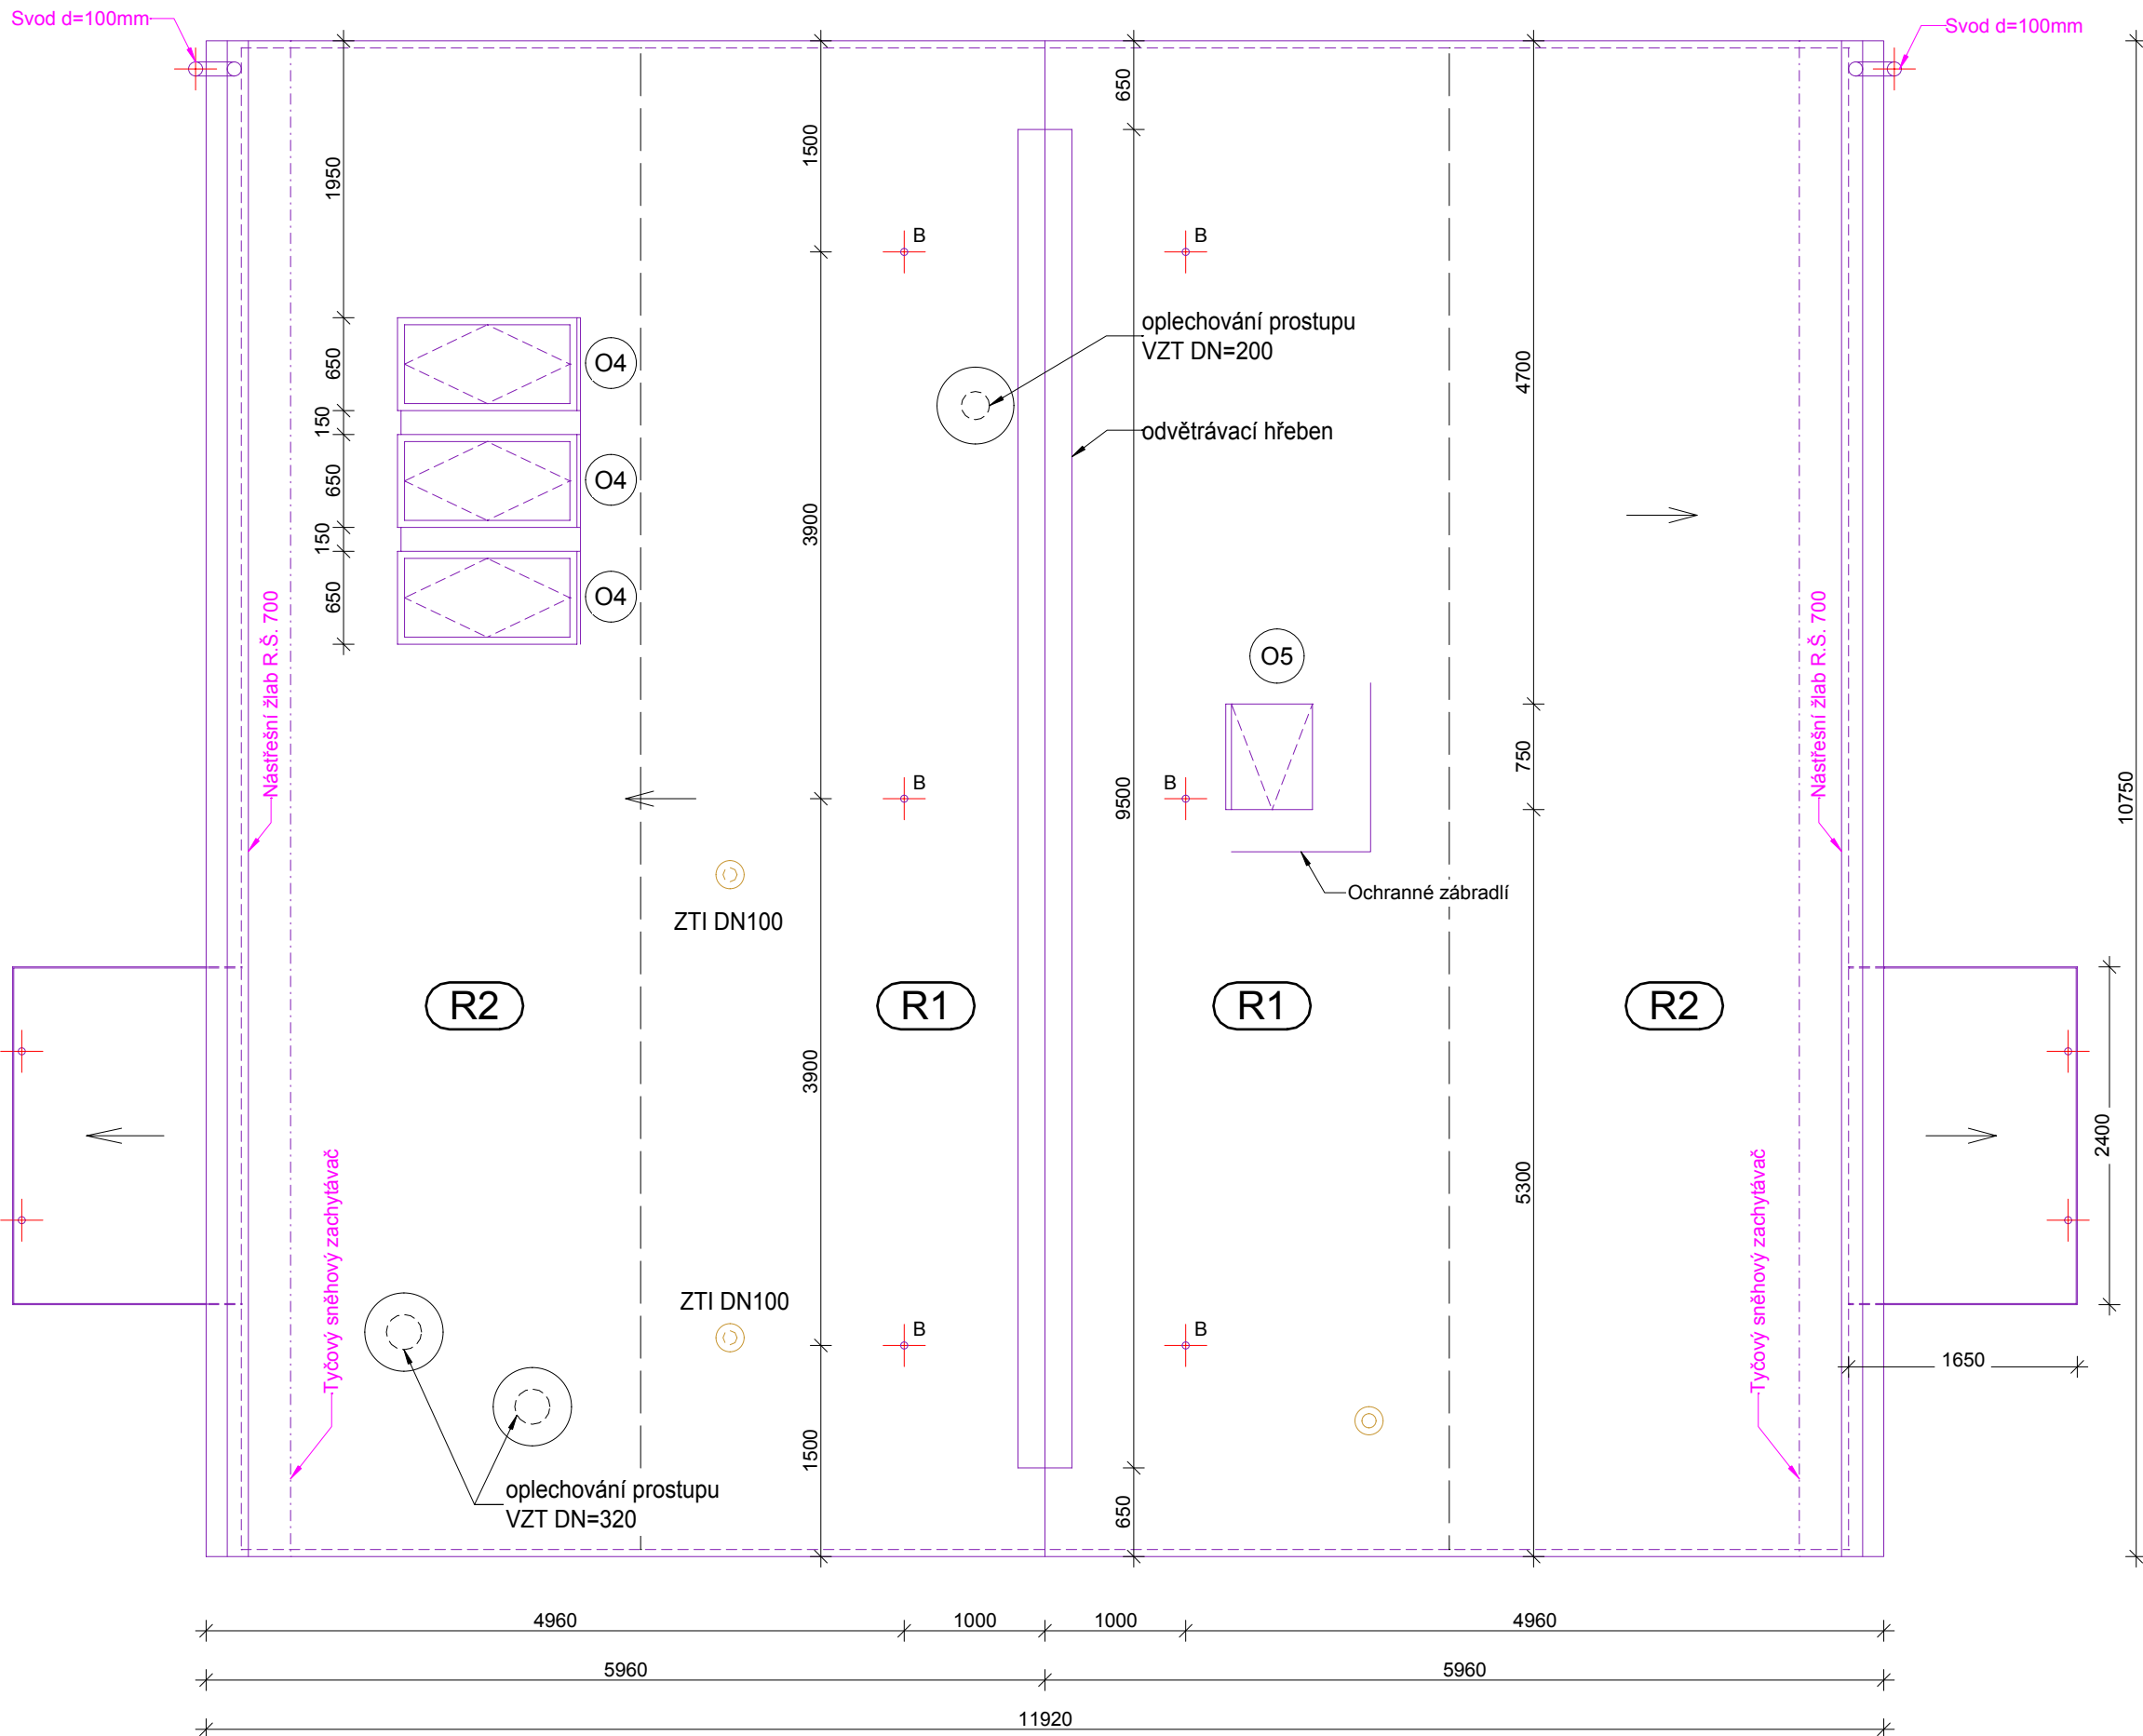 Svod d=100mm
Svod d=100mm
650
1500
1950
B
B
oplechování prostupu
VZT DN=200
4700
650
O4
150
odvětrávací hřeben
650
O4
3900
150
650
O4
Nástřešní žlab R.Š. 700
Nástřešní žlab R.Š. 700
O5
750
B
B
9500
10750
Ochranné zábradlí
ZTI DN100
R2
R1
R1
R2
3900
2400
5300
Tyčový sněhový zachytávač
Tyčový sněhový zachytávač
ZTI DN100
B
B
1650
1500
oplechování prostupu
VZT DN=320
650
4960
1000
1000
4960
5960
5960
11920